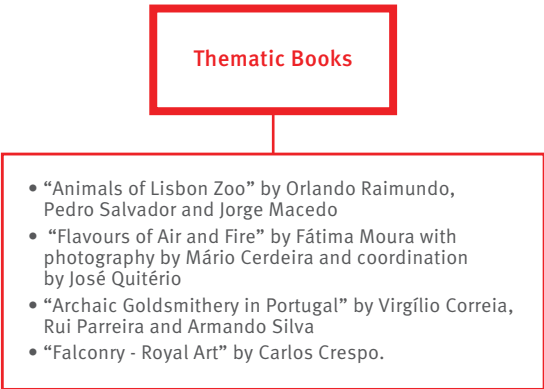 Thematic Books
• “Animals of Lisbon Zoo” by Orlando Raimundo,
Pedro Salvador and Jorge Macedo
• “Flavours of Air and Fire” by Fátima Moura with
photography by Mário Cerdeira and coordination
by José Quitério
• “Archaic Goldsmithery in Portugal” by Virgílio Correia,
Rui Parreira and Armando Silva
• “Falconry - Royal Art” by Carlos Crespo.